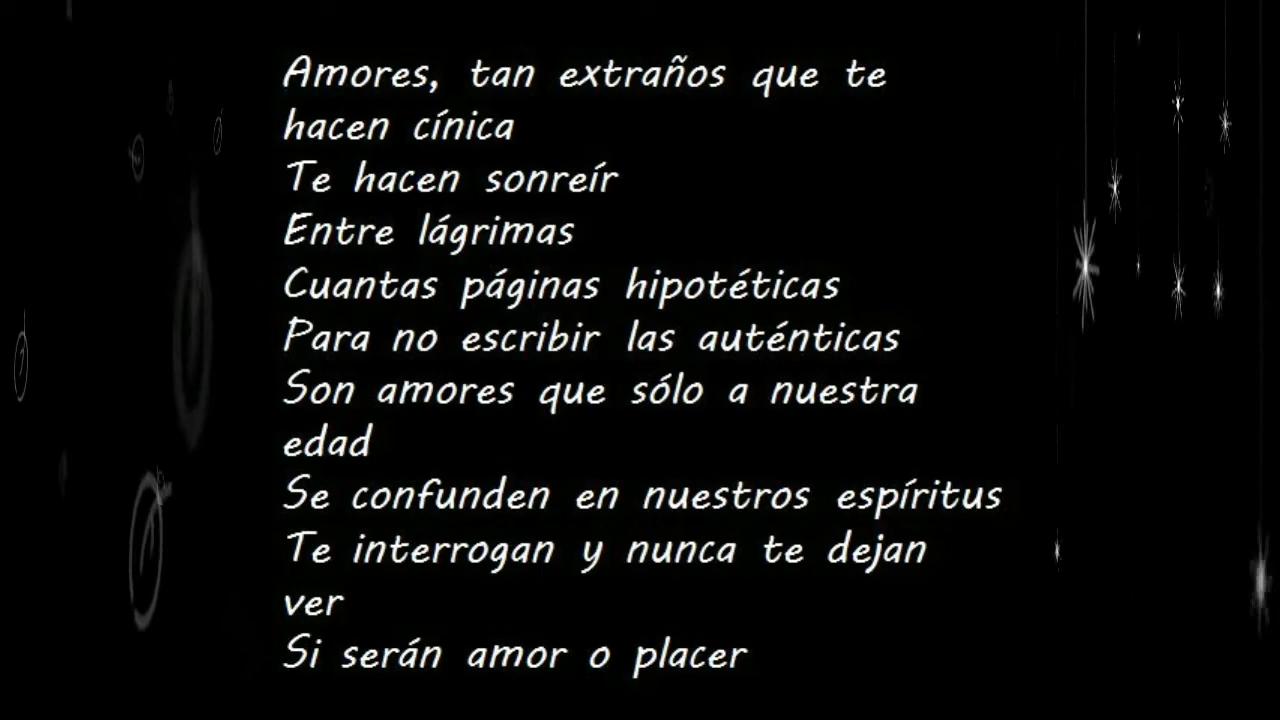 Amores, tan extraños que te
hacen cínica
Te hacen sonreír
Entre lágrimas
Cuantas páginas hipotéticas
Para no escribir las auténticas
Son amores que sólo a nuestra
edad
Se confunden en nuestros espíritus
Te interrogan y nunca te dejan
ver
Si serán amor o placer